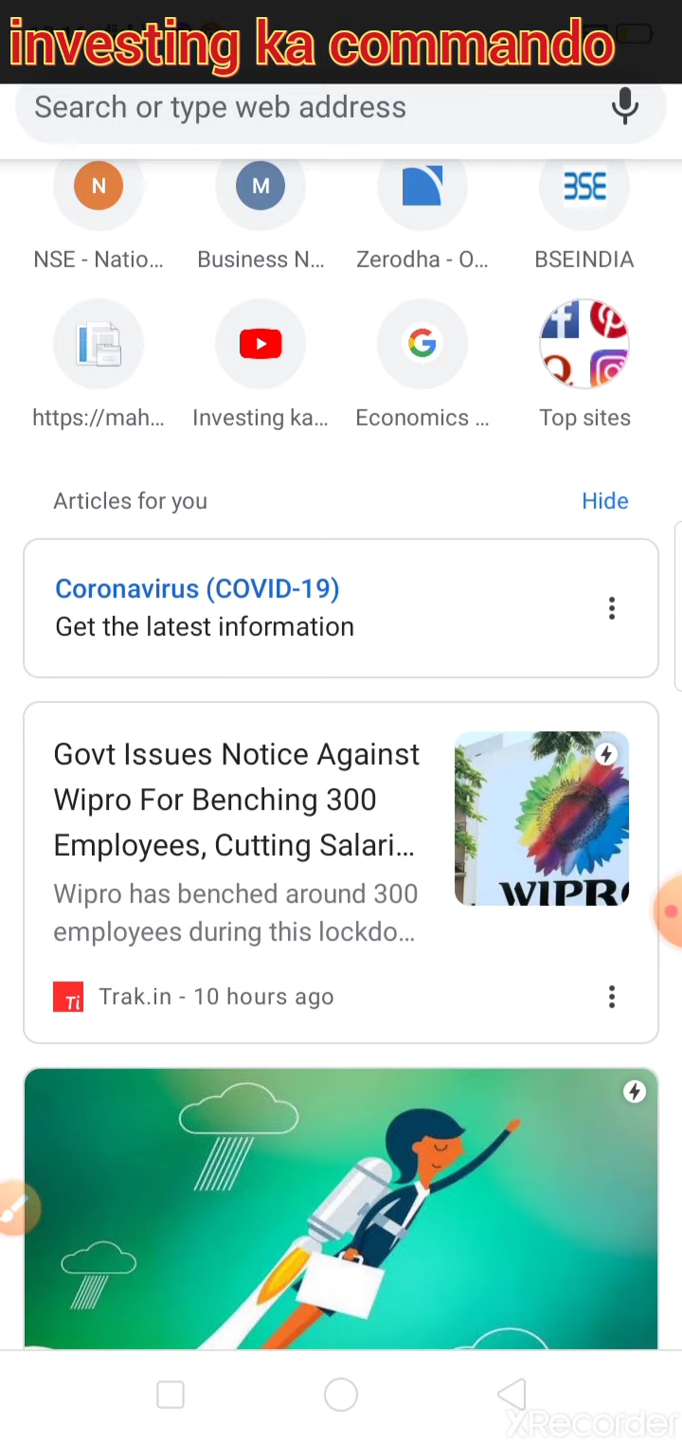 investing ka commando
Search or type web address
N
M
BSE
NSE - Natio...
Business N...
Zerodha - O...
BSEINDIA
https://mah...
Investing ka...
Economics ...
Top sites
Articles for you
Hide
Coronavirus (COVID-19)
Get the latest information
Govt Issues Notice Against
Wipro For Benching 300
Employees, Cutting Salari...
Wipro has benched around 300
employees during this lockdo...
WIPR
Ti
Trak.in - 10 hours ago
XRecorder